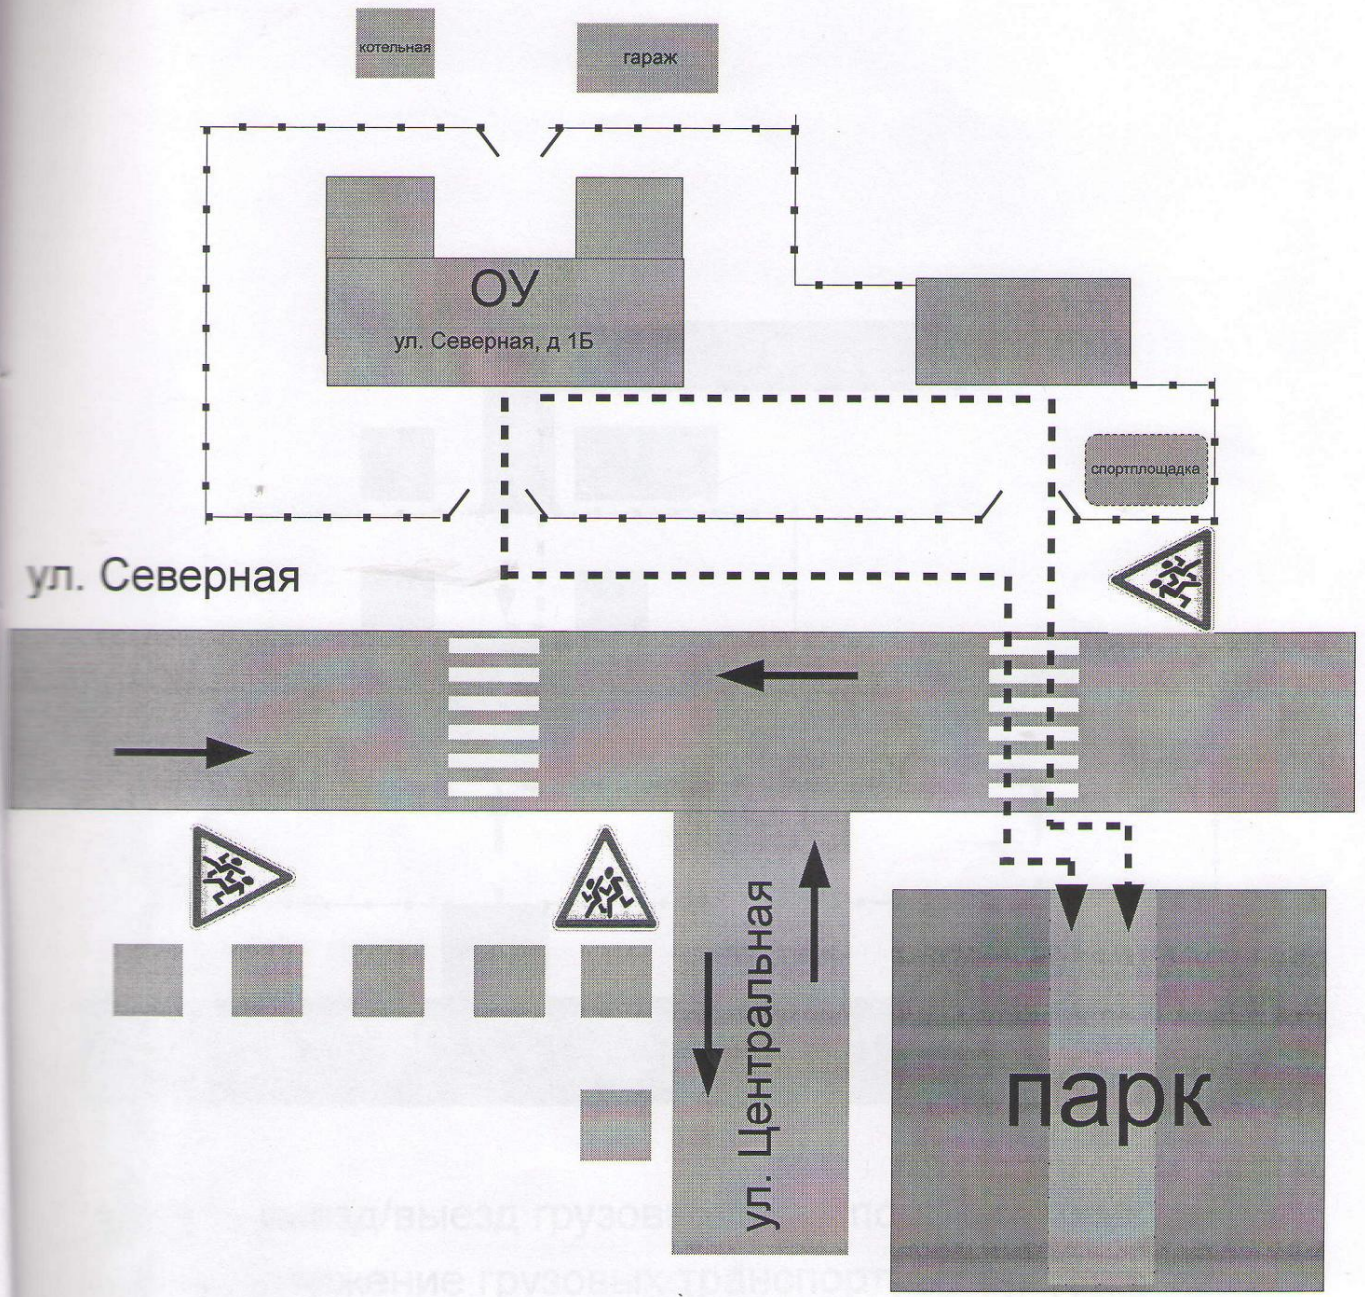 котельная
гараж
ОУ
ул. Северная, д 1Б
спортплощадка
ул. Северная
ул. Центральная
парк